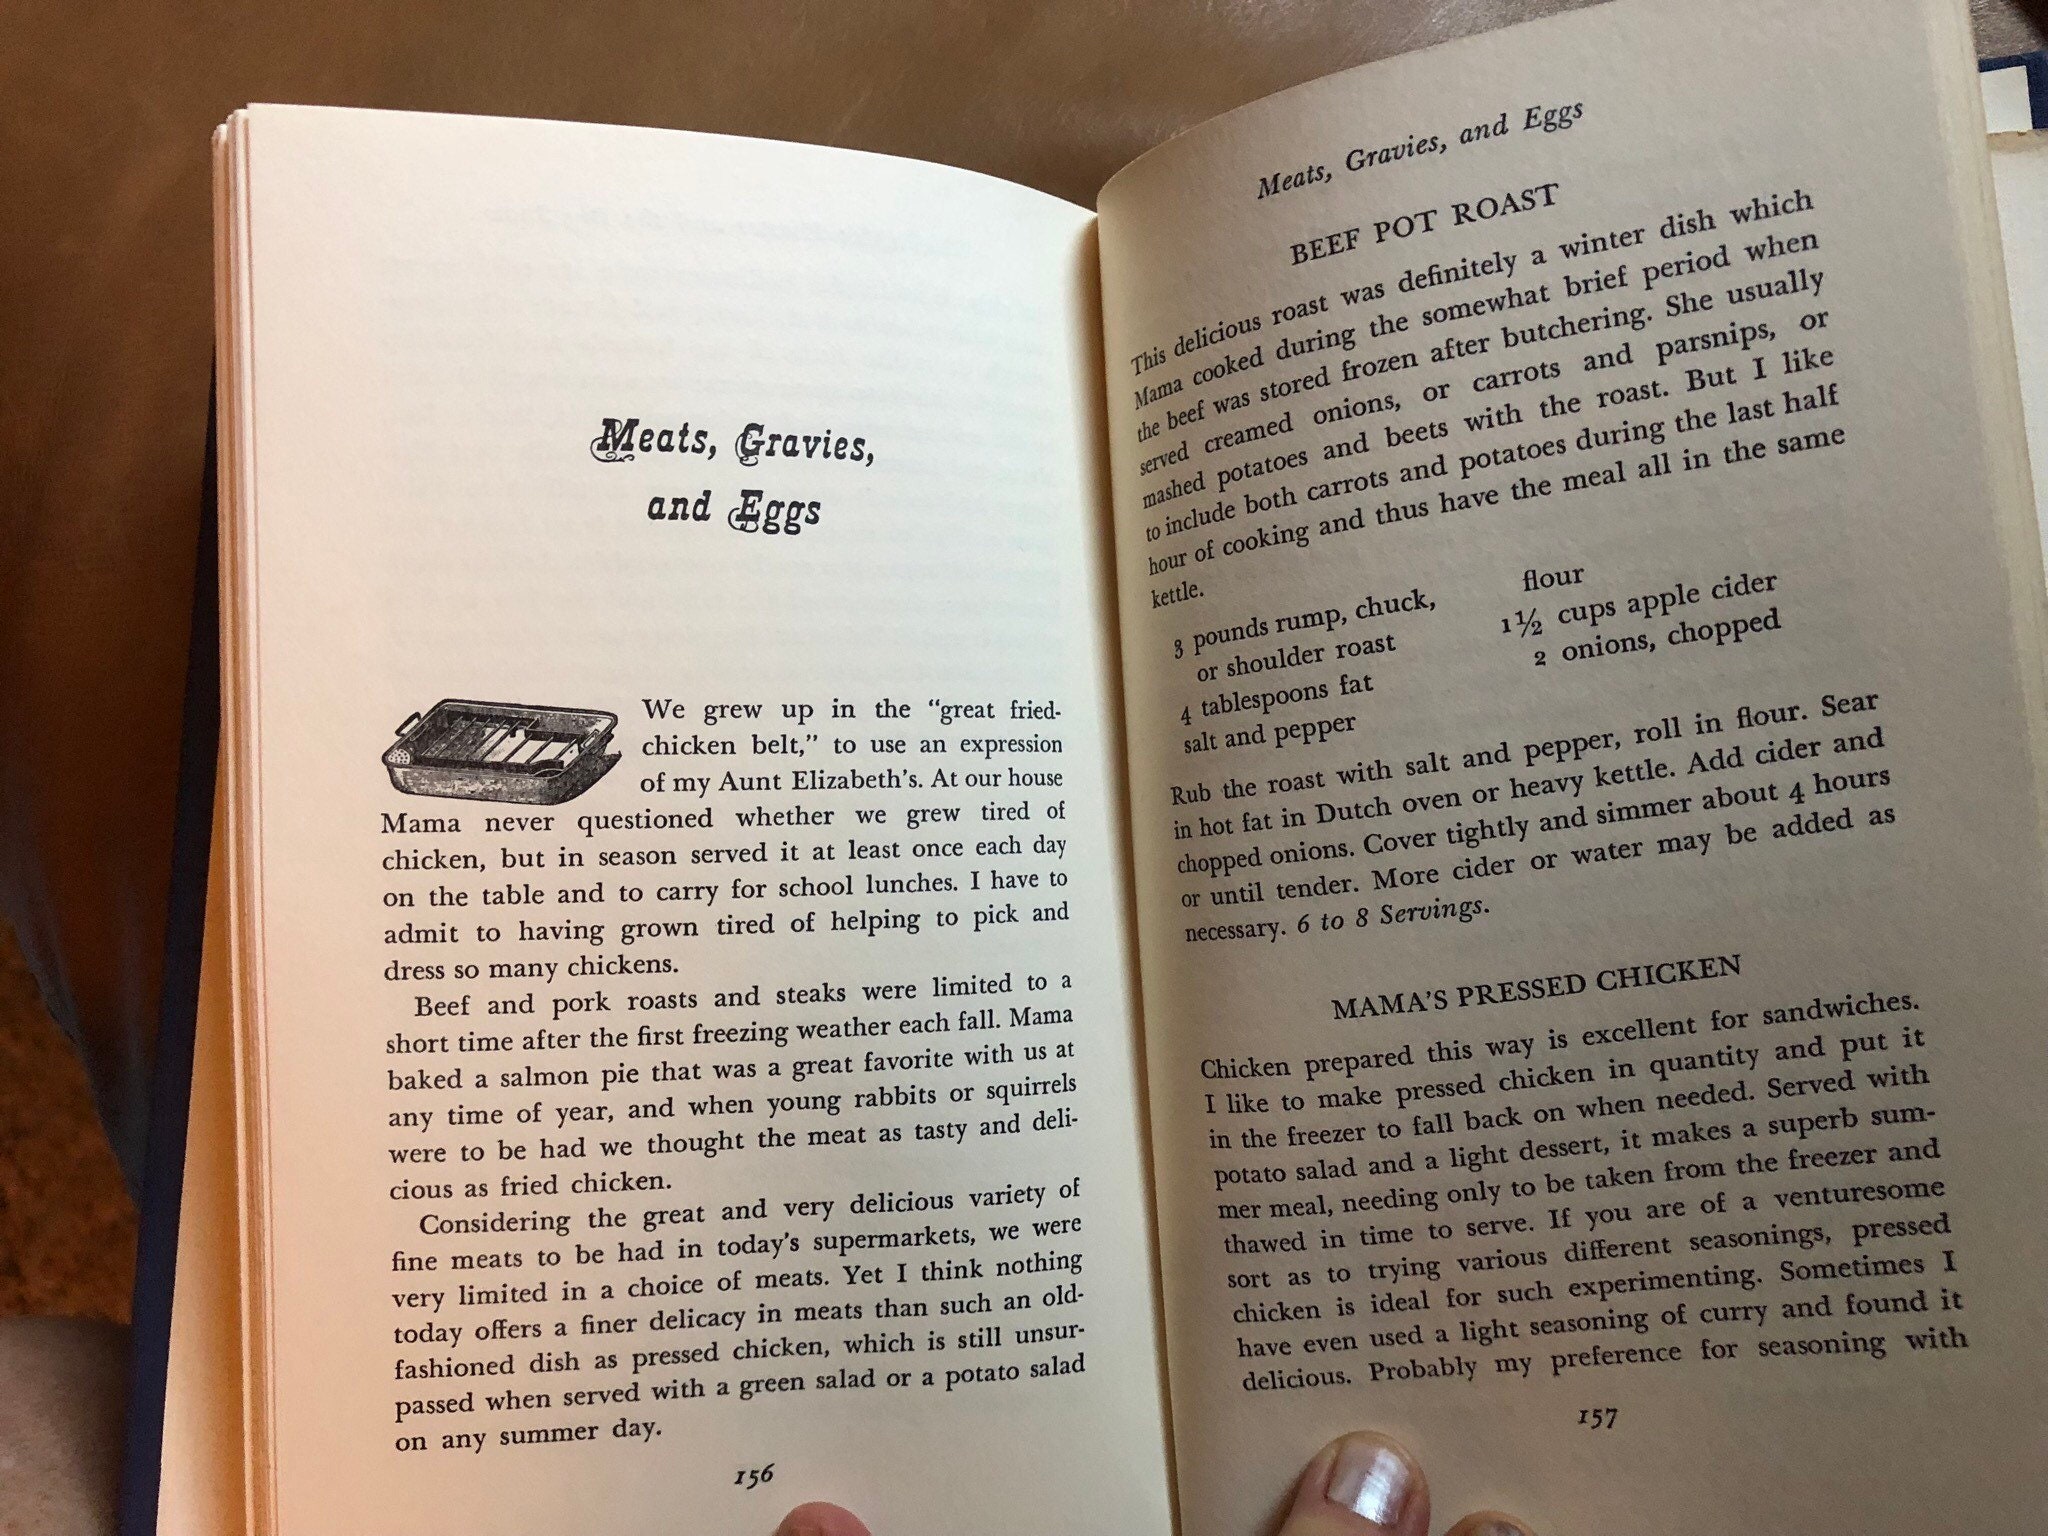 Meats, Gravies,
and Eggs
We grew up in the “great fried-
chicken belt,” to use an expression
of my Aunt Elizabeth’s. At our house
Mama never questioned whether we grew tired of
chicken, but in season served it at least once each day
on the table and to carry for school lunches. I have to
admit to having grown tired of helping to pick and
dress so many chickens.
Beef and pork roasts and steaks were limited to a
short time after the first freezing weather each fall. Mama
baked a salmon pie that was a great favorite with us at
any time of year, and when young rabbits or squirrels
were to be had we thought the meat as tasty and deli-
cious as fried chicken.
Considering the great and very delicious variety of
fine meats to be had in today’s supermarkets, we were
very limited in a choice of meats. Yet I think nothing
today offers a finer delicacy in meats than such an old-
fashioned dish as pressed chicken, which is still unsur-
passed when served with a green salad or a potato salad
on any summer day.
156
Meats, Gravies, and Eggs
BEEF POT ROAST
This delicious roast was definitely a winter dish which
Mama cooked during the somewhat brief period when
the beef was stored frozen after butchering. She usually
served creamed onions, or carrots and parsnips, or
mashed potatoes and beets with the roast. But I like
to include both carrots and potatoes during the last half
hour of cooking and thus have the meal all in the same
kettle.
3 pounds rump, chuck,
or shoulder roast
4 tablespoons fat
salt and pepper
flour
1½ cups apple cider
2 onions, chopped
Rub the roast with salt and pepper, roll in flour. Sear
in hot fat in Dutch oven or heavy kettle. Add cider and
chopped onions. Cover tightly and simmer about 4 hours
or until tender. More cider or water may be added as
necessary. 6 to 8 Servings.
MAMA’S PRESSED CHICKEN
Chicken prepared this way is excellent for sandwiches.
I like to make pressed chicken in quantity and put it
in the freezer to fall back on when needed. Served with
potato salad and a light dessert, it makes a superb sum-
mer meal, needing only to be taken from the freezer and
thawed in time to serve. If you are of a venturesome
sort as to trying various different seasonings, pressed
chicken is ideal for such experimenting. Sometimes I
have even used a light seasoning of curry and found it
delicious. Probably my preference for seasoning with
157